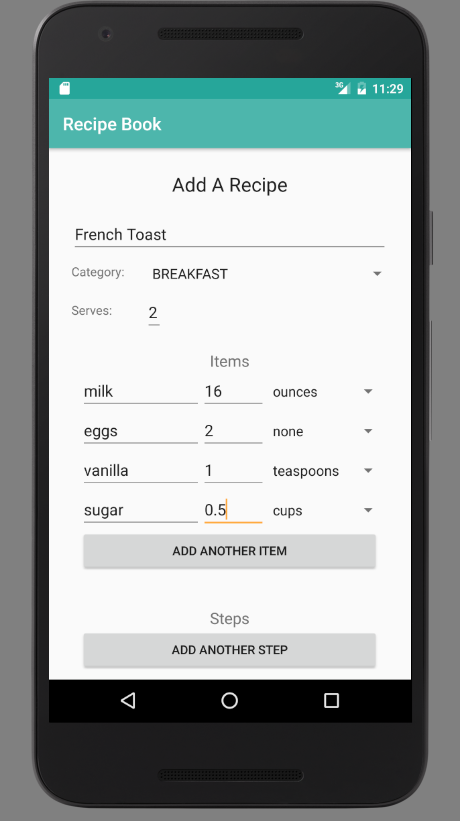 3G 11:29
Recipe Book
Add A Recipe
French Toast
Category: BREAKFAST
Serves: 2
Items
milk 16 ounces
eggs 2 none
vanilla 1 teaspoons
sugar 0.5 cups
ADD ANOTHER ITEM
Steps
ADD ANOTHER STEP